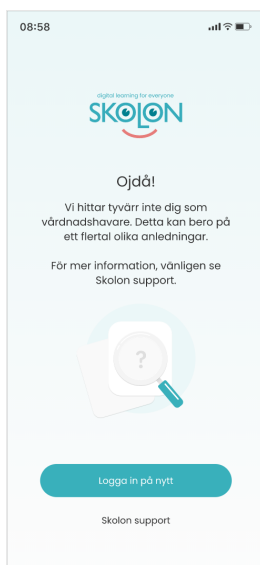 08:58
digital learning for everyone
SKOLON
Ojdå!
Vi hittar tyvärr inte dig som
vårdnadshavare. Detta kan bero på
ett flertal olika anledningar.
För mer information, vänligen se
Skolon support.
?
Logga in på nytt
Skolon support